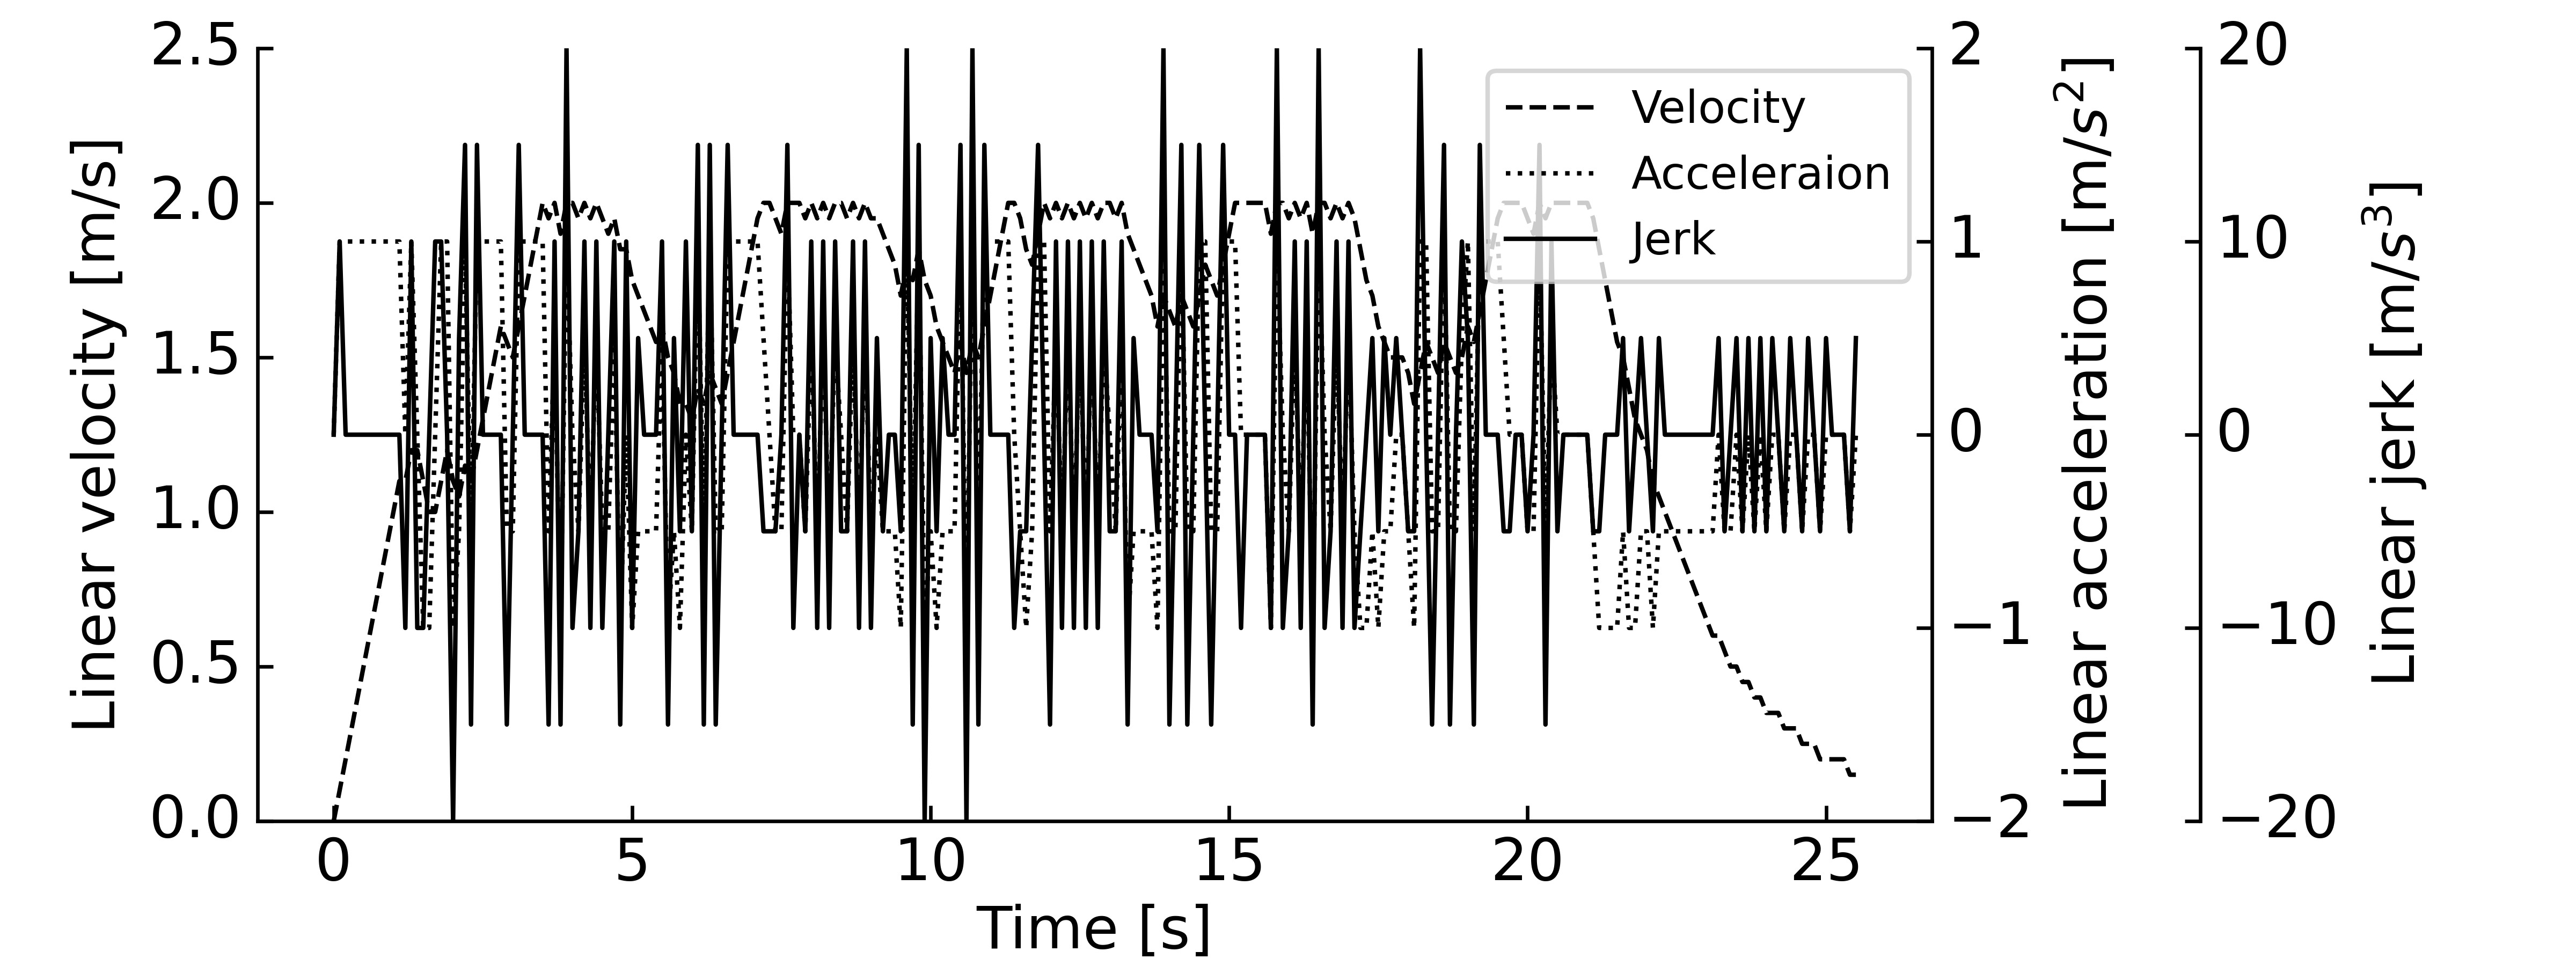 Linear velocity [m/s]
2.5
2.0
1.5
1.0
0.5
0.0
0 5 10 15 20 25
Time [s]
Velocity
Acceleraion
Jerk
2
1
0
−1
−2
Linear acceleration [m/s²]
20
10
0
−10
−20
Linear jerk [m/s³]